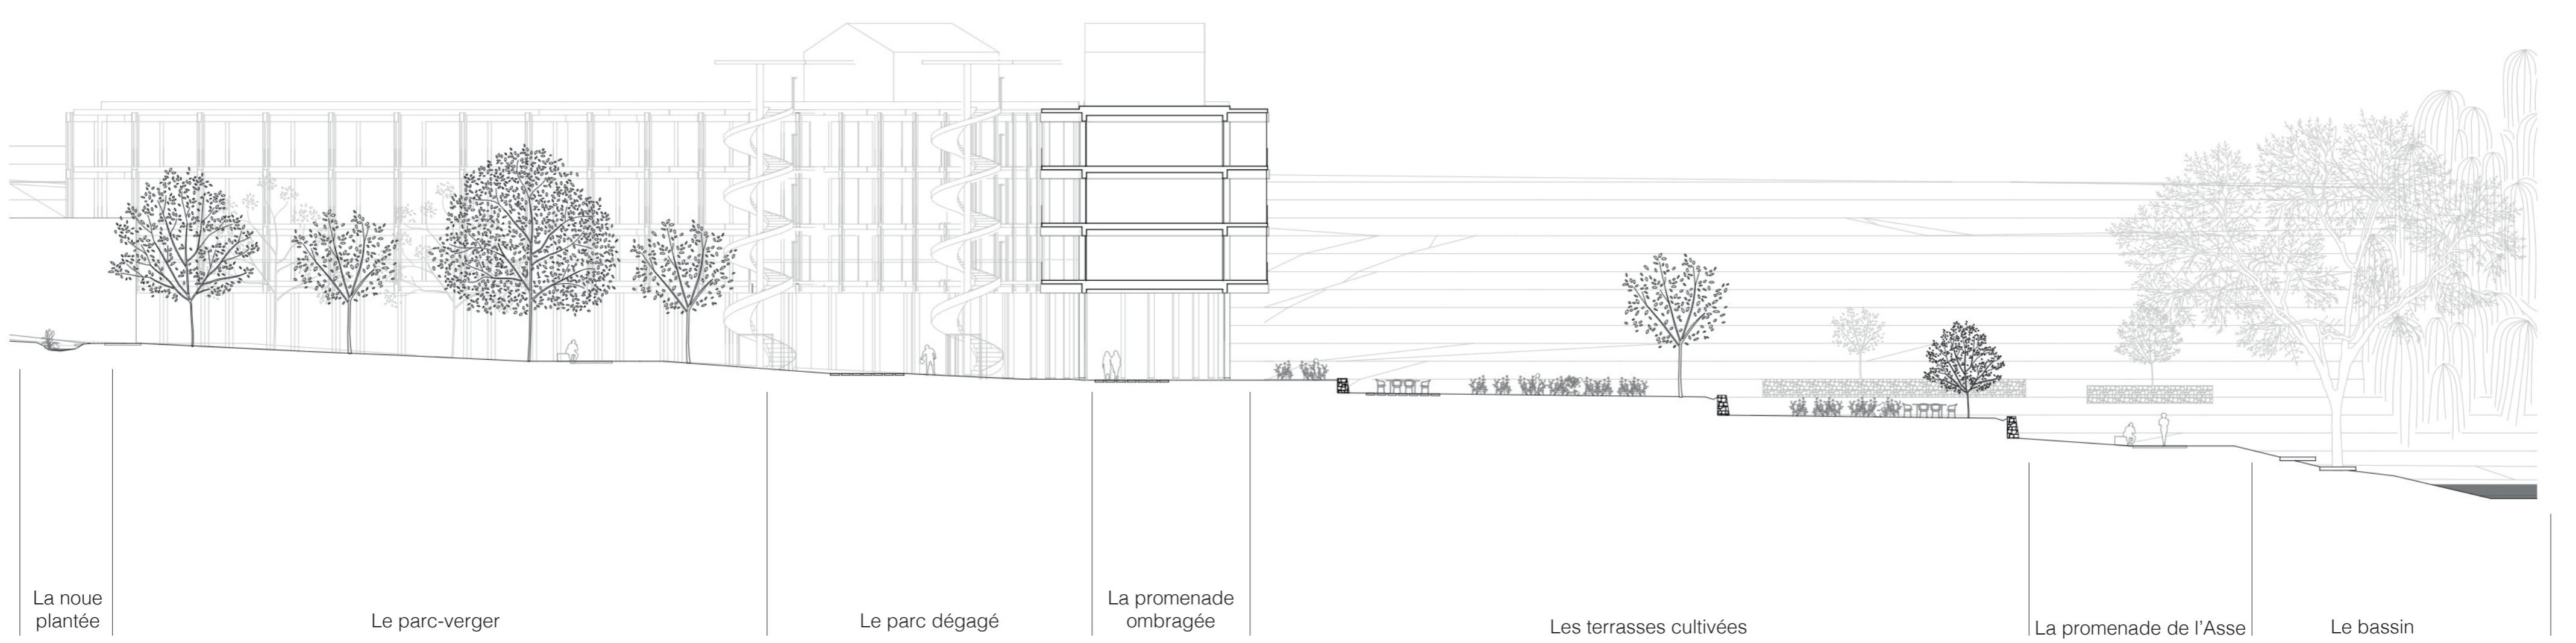 La noue
plantée
Le parc-verger
Le parc dégagé
La promenade
ombragée
Les terrasses cultivées
La promenade de l'Asse
Le bassin